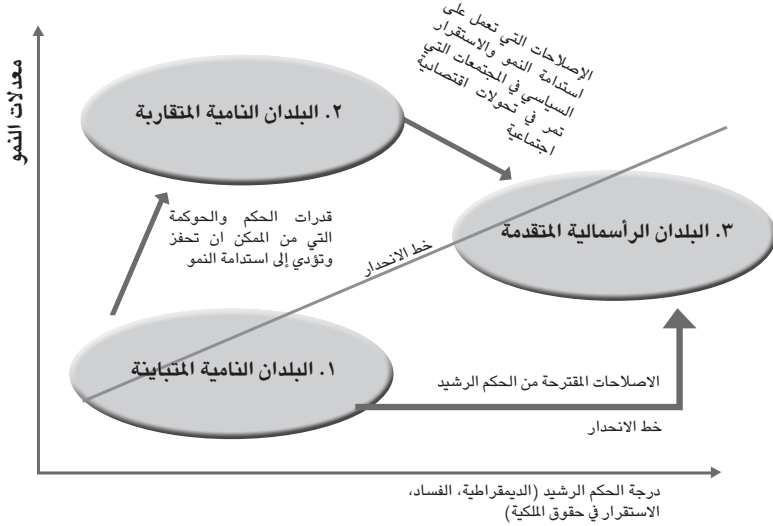 معدلات النمو
الإصلاحات التي تعمل على
استدامة النمو والاستقرار
السياسي في المجتمعات التي
تمر في تحولات اقتصادية
اجتماعية
٢. البلدان النامية المتقاربة
قدرات الحكم والحوكمة
التي من الممكن ان تحفز
وتؤدي إلى استدامة النمو
٣. البلدان الرأسمالية المتقدمة
خط الانحدار
١. البلدان النامية المتباينة
الاصلاحات المقترحة من الحكم الرشيد
خط الانحدار
درجة الحكم الرشيد (الديمقراطية، الفساد،
الاستقرار في حقوق الملكية)